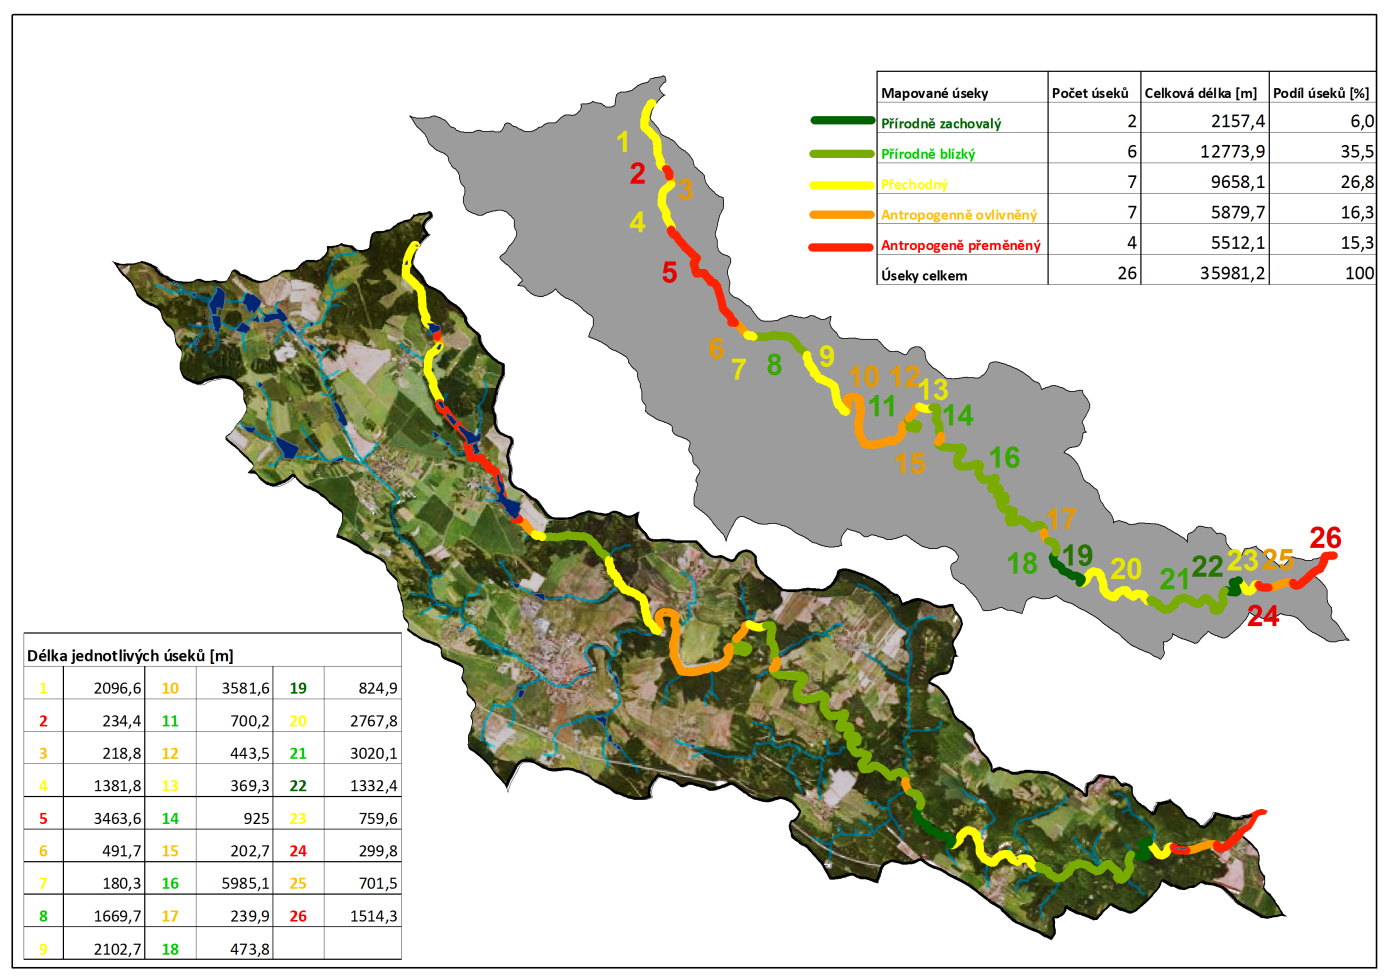 Mapované úseky Počet úseků Celková délka [m] Podíl úseků [%]
Přírodně zachovalý 2 2157,4 6,0
Přírodně blízký 6 12773,9 35,5
Přechodný 7 9658,1 26,8
Antropogenně ovlivněný 7 5879,7 16,3
Antropogeně přeměněný 4 5512,1 15,3
Úseky celkem 26 35981,2 100
1
2
3
4
5
6
7
8
9
10
11
12
13
14
15
16
17
18
19
20
21
22
23
24
25
26
Délka jednotlivých úseků [m]
1 2096,6 10 3581,6 19 824,9
2 234,4 11 700,2 20 2767,8
3 218,8 12 443,5 21 3020,1
4 1381,8 13 369,3 22 1332,4
5 3463,6 14 925 23 759,6
6 491,7 15 202,7 24 299,8
7 180,3 16 5985,1 25 701,5
8 1669,7 17 239,9 26 1514,3
9 2102,7 18 473,8